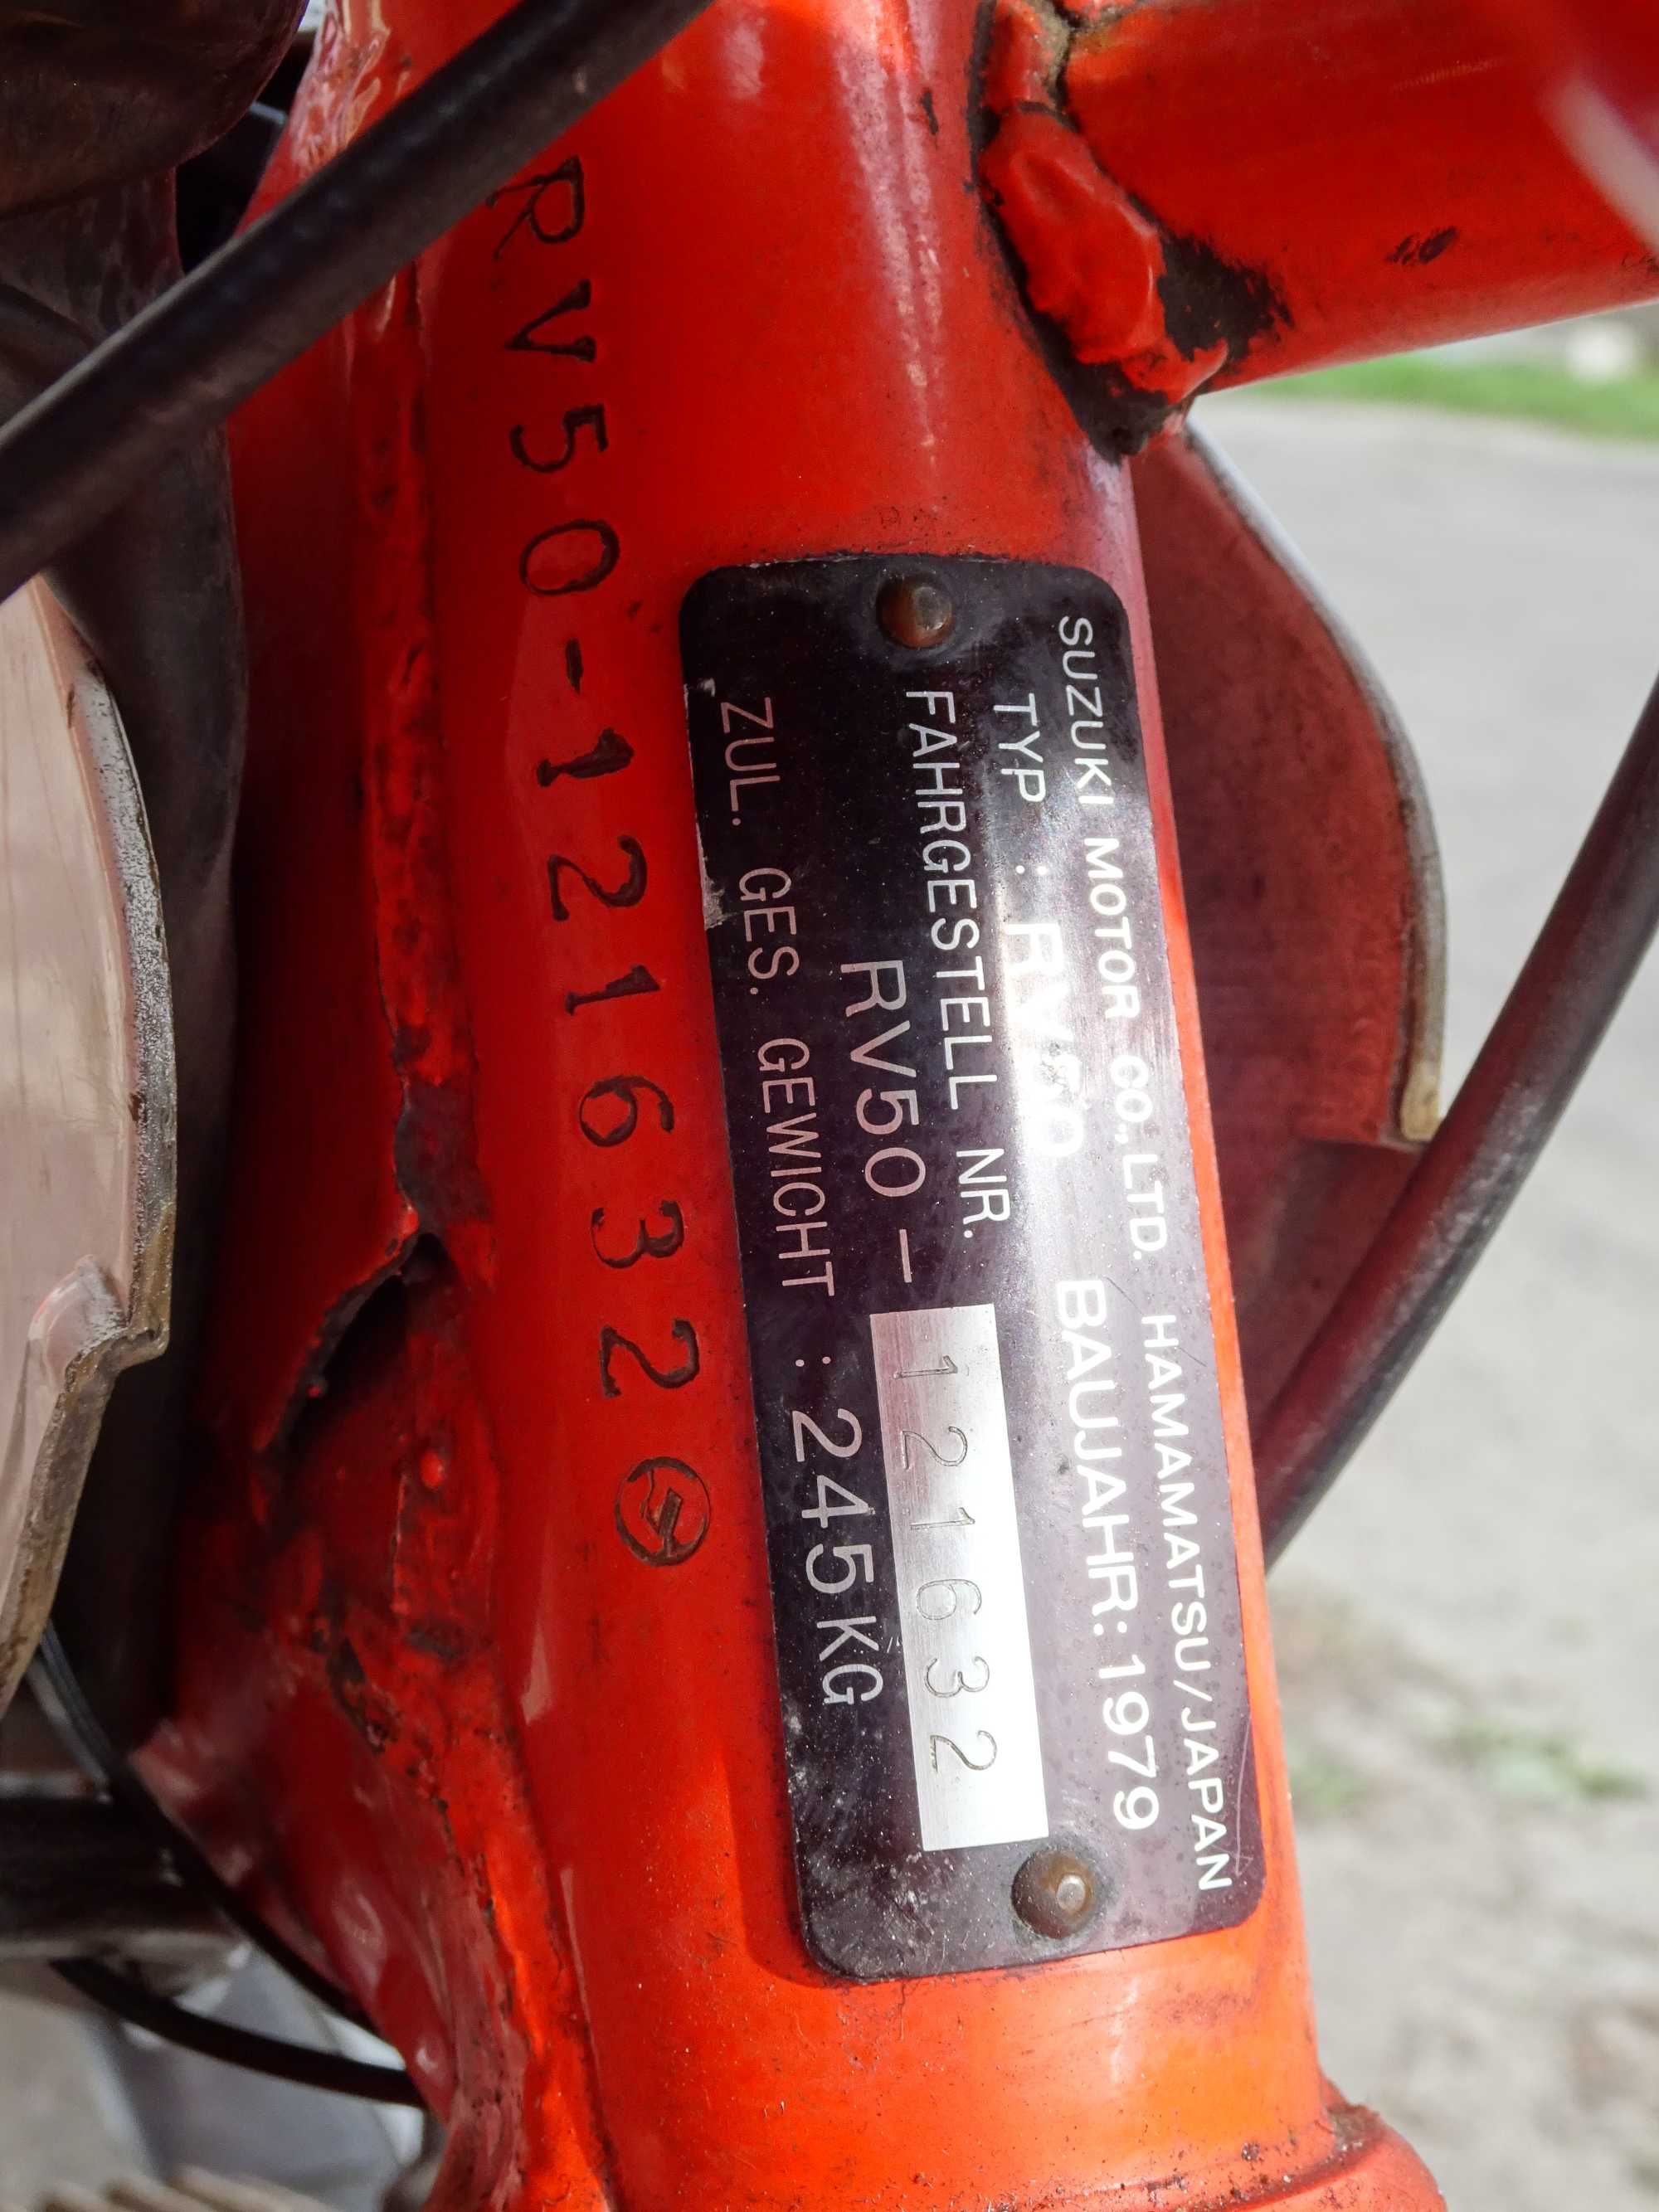 RV50-121632
SUZUKI MOTOR CO., LTD. HAMAMATSU/JAPAN
TYP : RV50 BAUJAHR: 1979
FAHRGESTELL NR.
RV50 — 121632
ZUL. GES. GEWICHT : 245KG